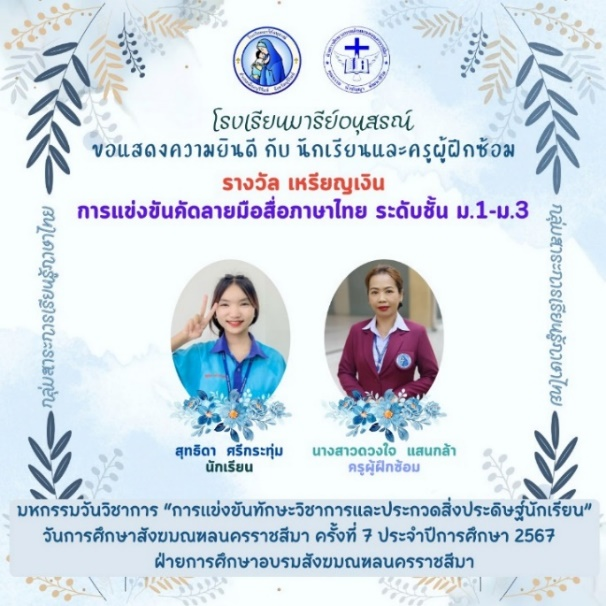 โรงเรียนมารีย์อนุสรณ์
ขอแสดงความยินดี กับ นักเรียนและครูผู้ฝึกซ้อม
รางวัล เหรียญเงิน
การแข่งขันคัดลายมือสื่อภาษาไทย ระดับชั้น ม.1-ม.3
กลุ่มสาระการเรียนรู้ภาษาไทย
กลุ่มสาระการเรียนรู้ภาษาไทย
สุทธิดา ศรีกระทุ่ม
นักเรียน
นางสาวดวงใจ แสนกล้า
ครูผู้ฝึกซ้อม
มหกรรมวันวิชาการ “การแข่งขันทักษะวิชาการและประกวดสิ่งประดิษฐ์นักเรียน”
วันการศึกษาสังฆมณฑลนครราชสีมา ครั้งที่ 7 ประจำปีการศึกษา 2567
ฝ่ายการศึกษาอบรมสังฆมณฑลนครราชสีมา